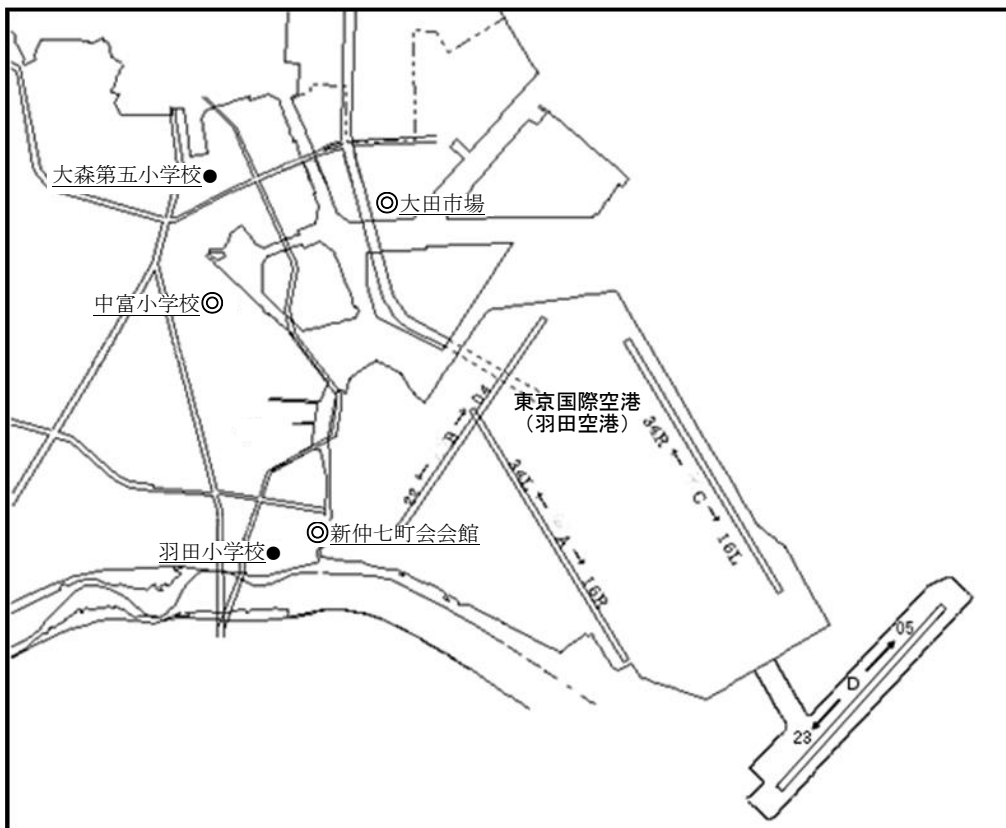 大森第五小学校●
◎大田市場
中富小学校◎
東京国際空港
(羽田空港)
22 ← B → 04
34L ← A → 16R
34R ← C → 16L
◎新仲七町会会館
羽田小学校●
05
D
23